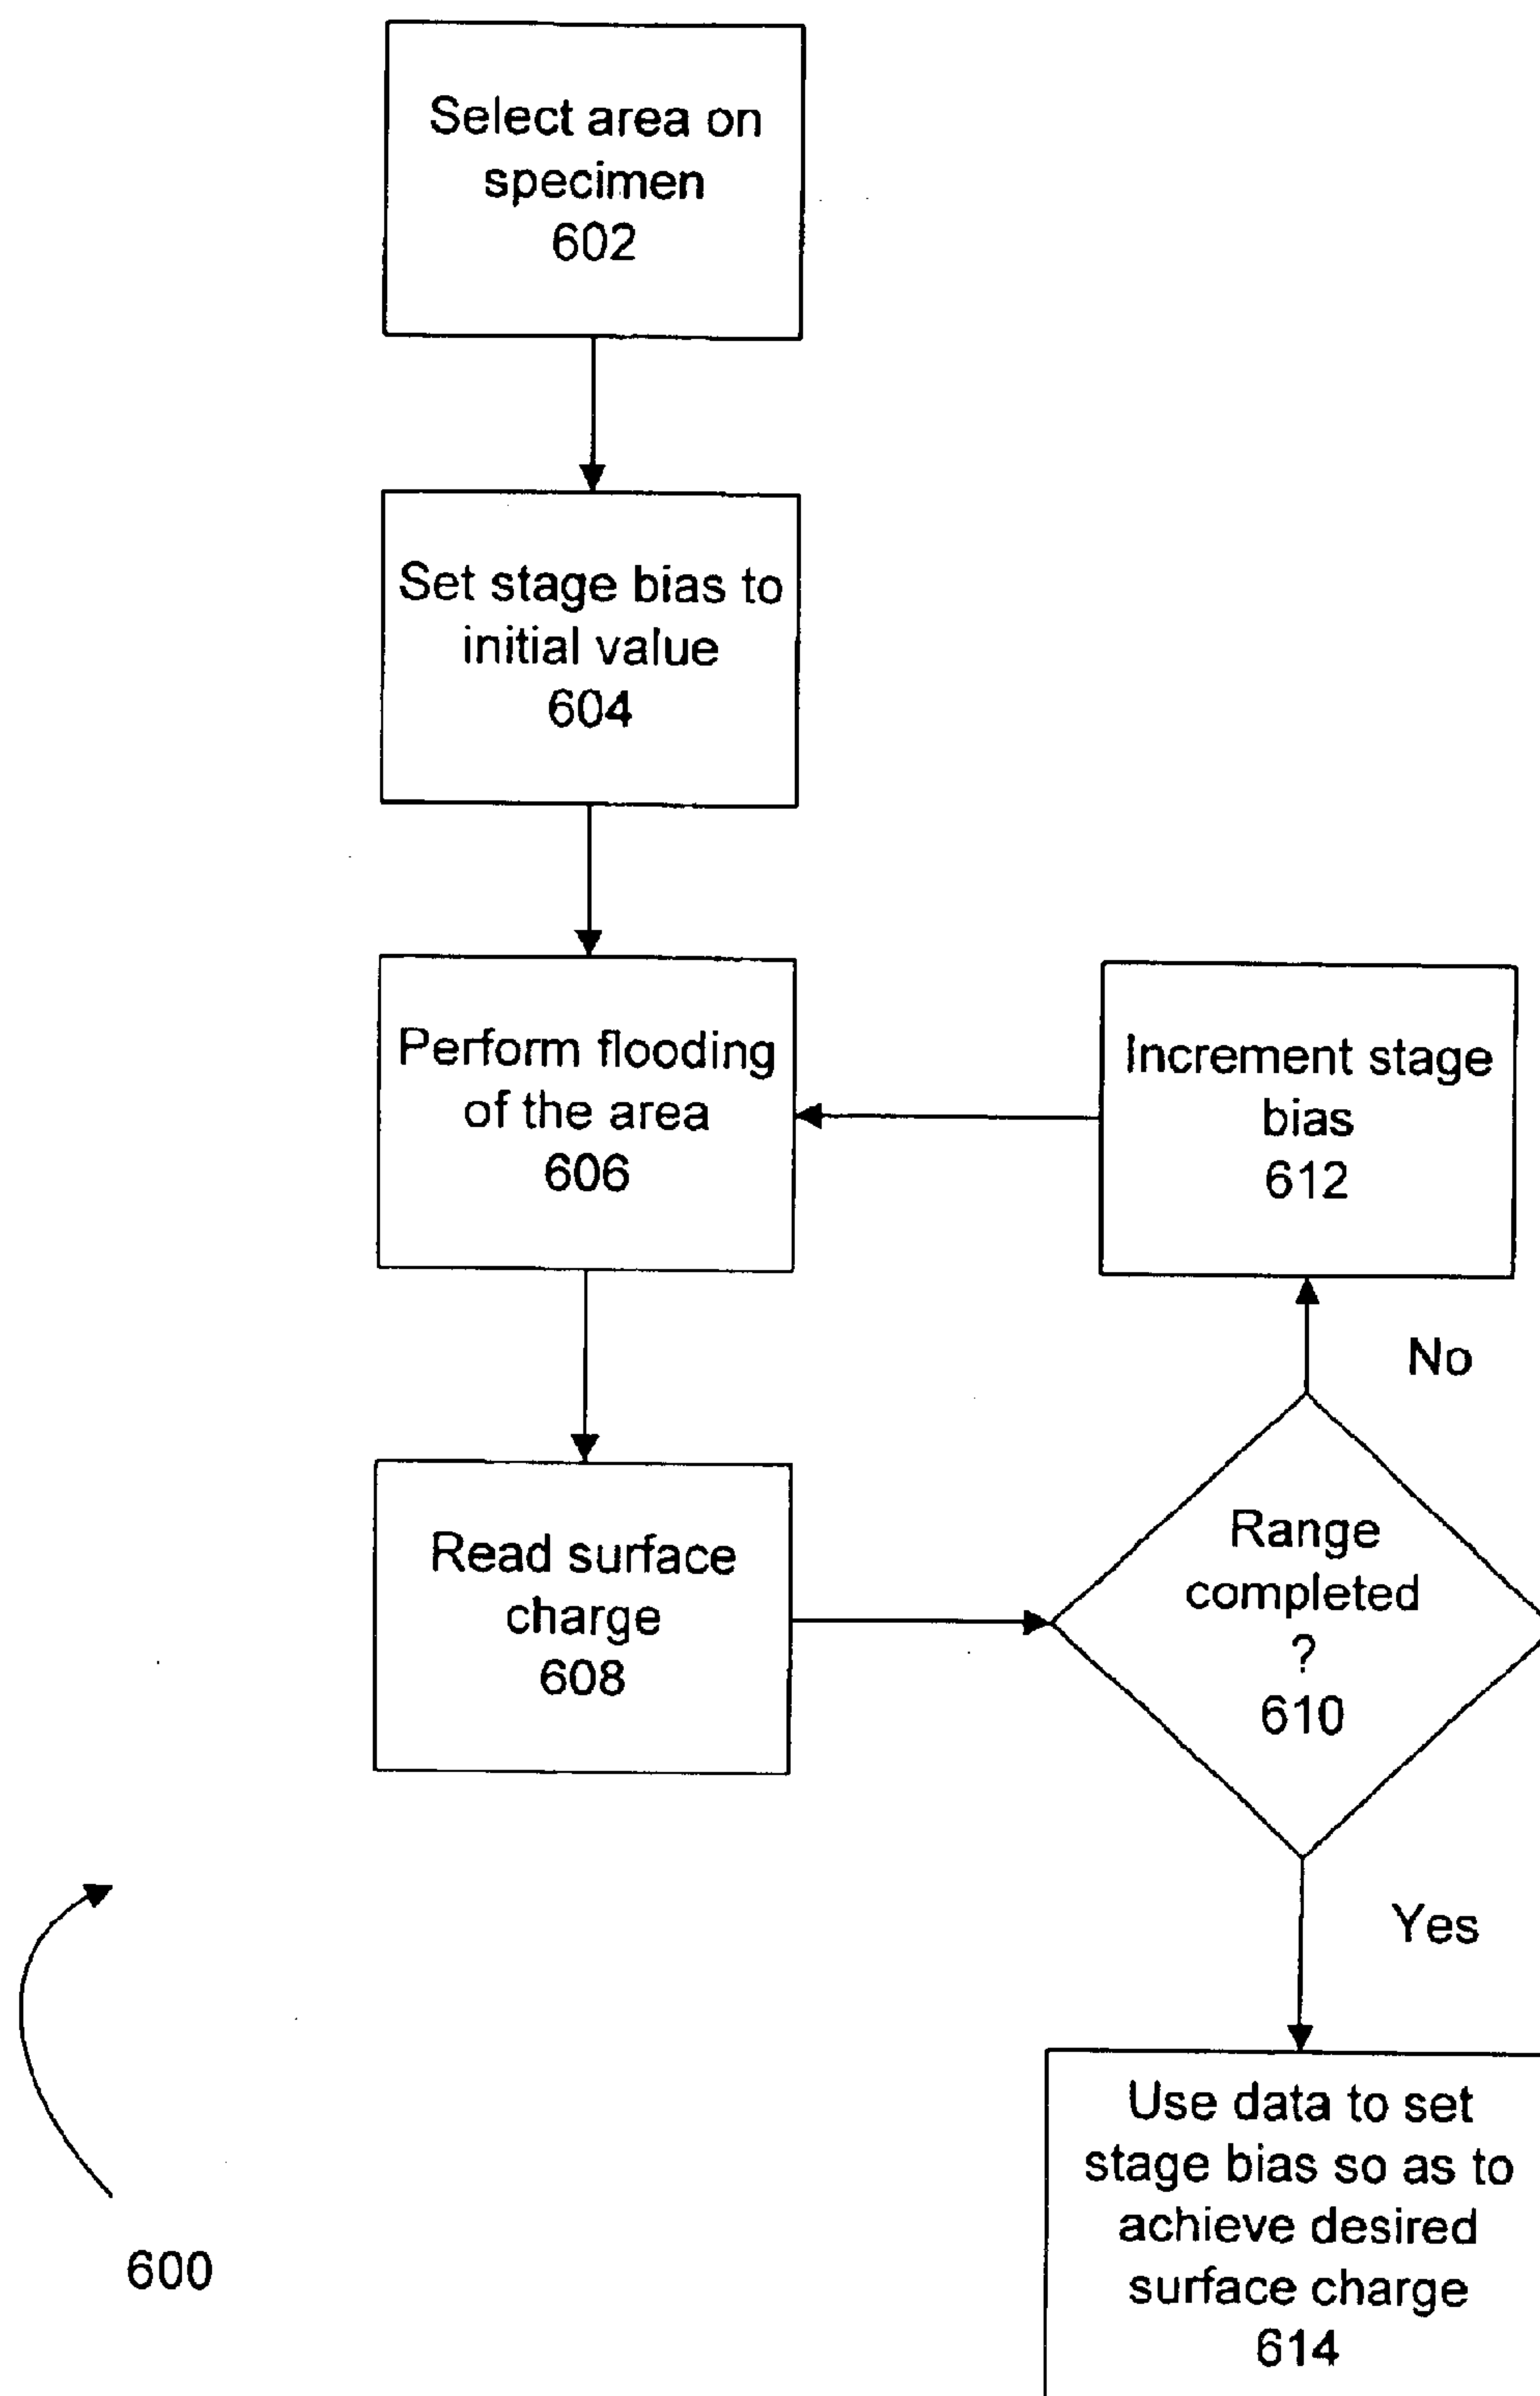 Select area on
specimen
602
Set stage bias to
initial value
604
Perform flooding
of the area
606
Increment stage
bias
612
No
Read surface
charge
608
Range
completed
?
610
Yes
Use data to set
stage bias so as to
achieve desired
surface charge
614
600